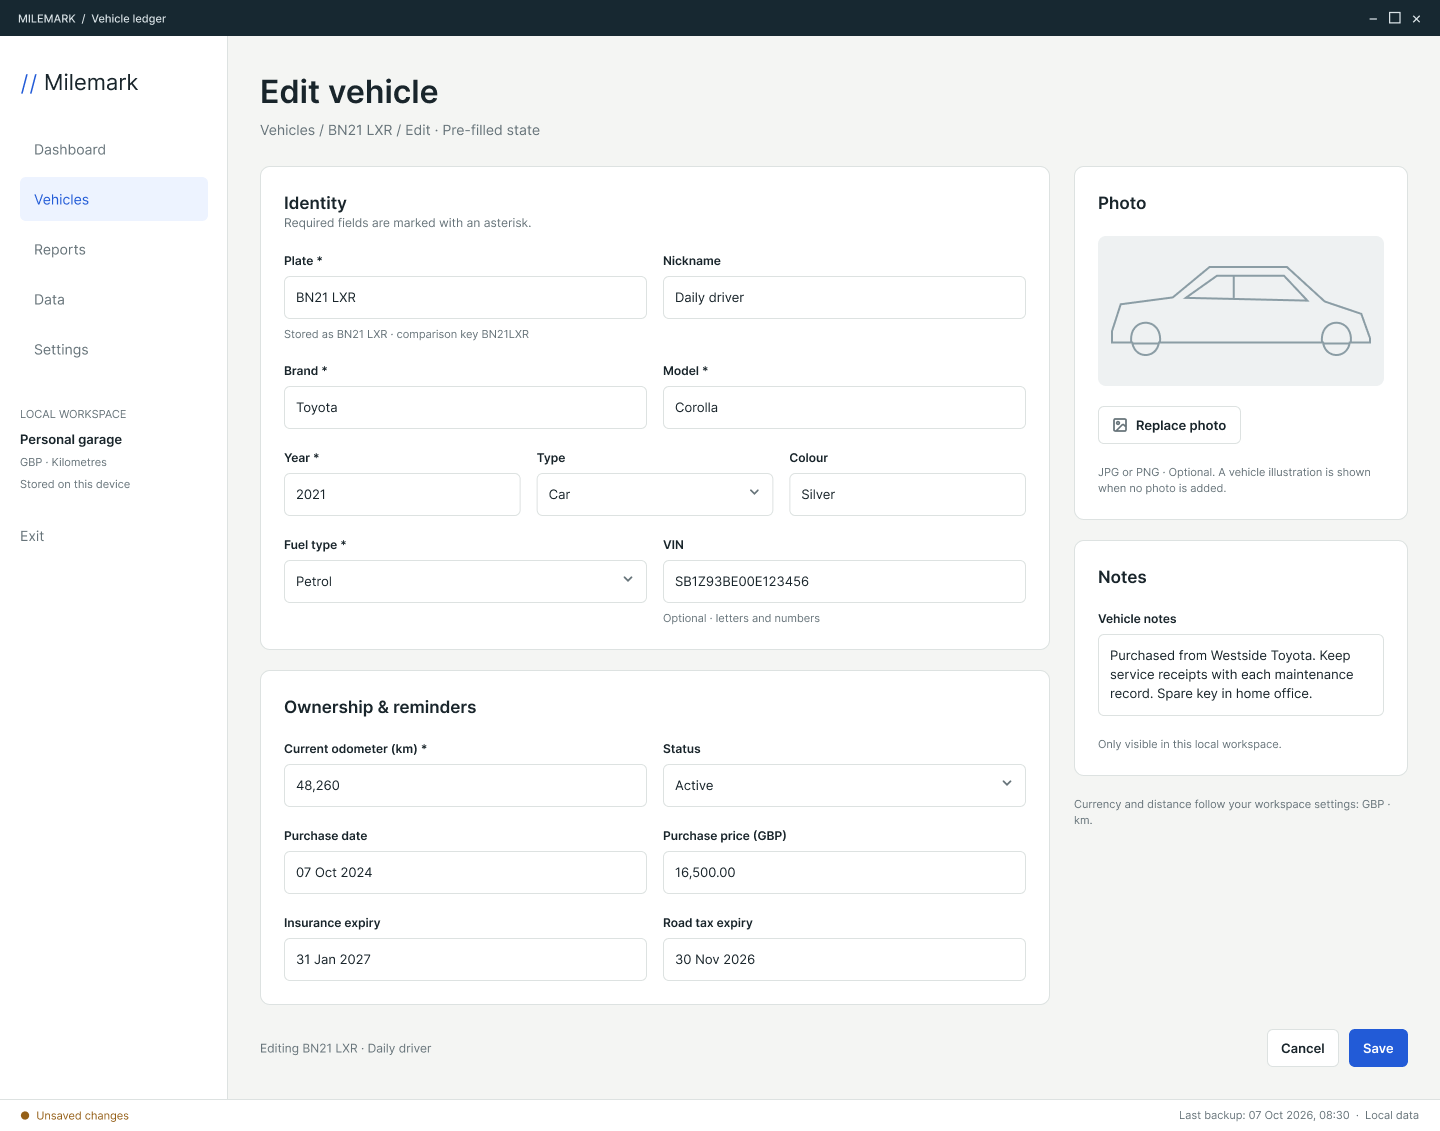 MILEMARK / Vehicle ledger
// Milemark
Dashboard
Vehicles
Reports
Data
Settings
LOCAL WORKSPACE
Personal garage
GBP · Kilometres
Stored on this device
Exit
Edit vehicle
Vehicles / BN21 LXR / Edit · Pre-filled state
Identity
Required fields are marked with an asterisk.
Plate *
Nickname
BN21 LXR
Daily driver
Stored as BN21 LXR · comparison key BN21LXR
Brand *
Model *
Toyota
Corolla
Year *
Type
Colour
2021
Car
Silver
Fuel type *
VIN
Petrol
SB1Z93BE00E123456
Optional · letters and numbers
Ownership & reminders
Current odometer (km) *
Status
48,260
Active
Purchase date
Purchase price (GBP)
07 Oct 2024
16,500.00
Insurance expiry
Road tax expiry
31 Jan 2027
30 Nov 2026
Photo
Replace photo
JPG or PNG · Optional. A vehicle illustration is shown
when no photo is added.
Notes
Vehicle notes
Purchased from Westside Toyota. Keep
service receipts with each maintenance
record. Spare key in home office.
Only visible in this local workspace.
Currency and distance follow your workspace settings: GBP ·
km.
Editing BN21 LXR · Daily driver
Cancel
Save
Unsaved changes
Last backup: 07 Oct 2026, 08:30 · Local data